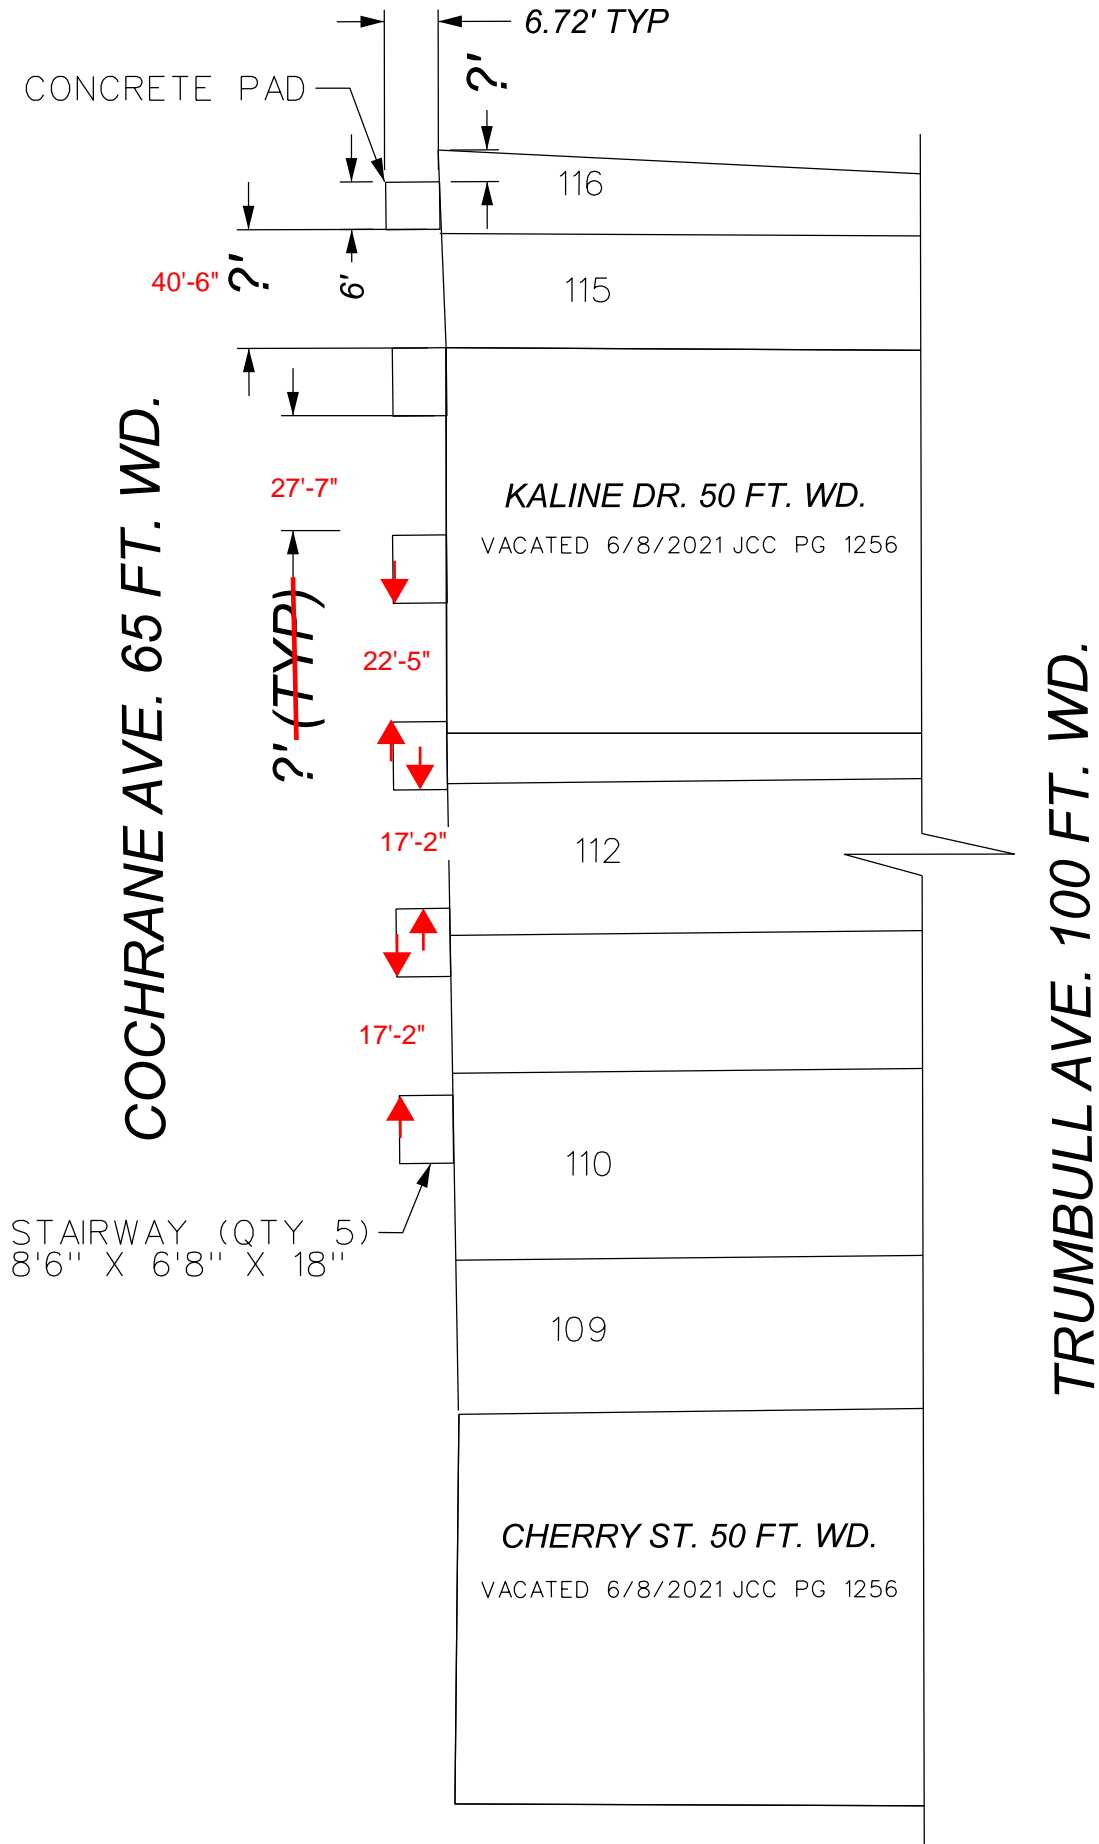 6.72' TYP
?'
CONCRETE PAD
116
40'-6"
?'
6'
115
27'-7"
KALINE DR. 50 FT. WD.
VACATED 6/8/2021 JCC PG 1256
COCHRANE AVE. 65 FT. WD.
?' (TYP)
22'-5"
17'-2"
112
TRUMBULL AVE. 100 FT. WD.
17'-2"
110
STAIRWAY (QTY 5)
8'6" X 6'8" X 18"
109
CHERRY ST. 50 FT. WD.
VACATED 6/8/2021 JCC PG 1256